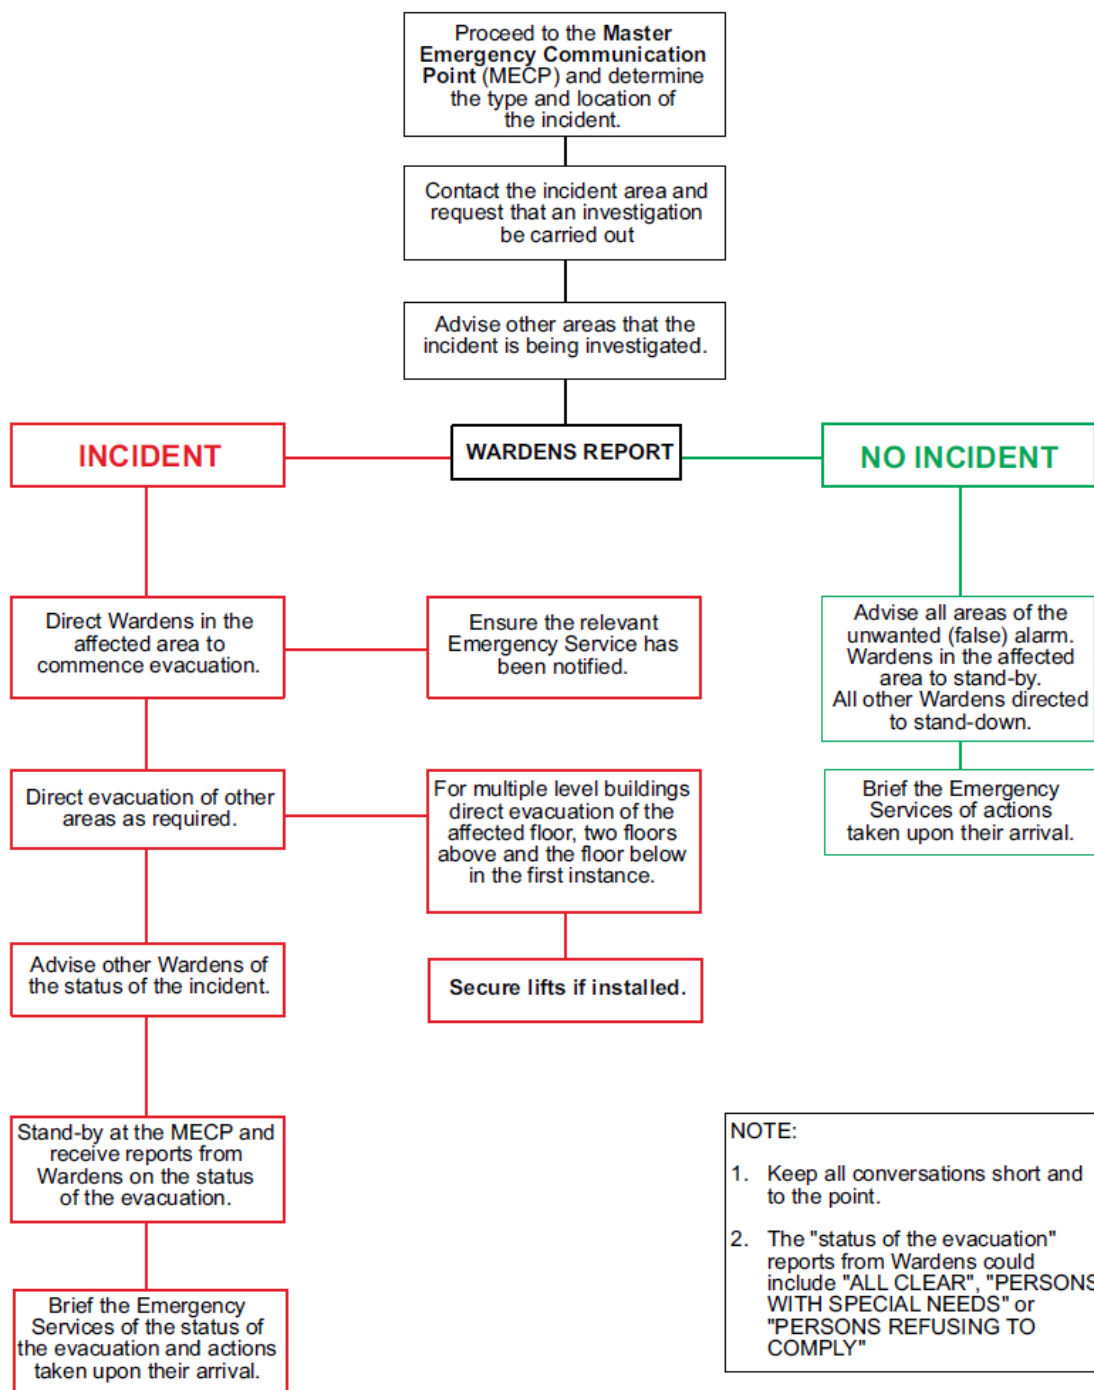 Proceed to the Master
Emergency Communication
Point (MECP) and determine
the type and location of
the incident.
Contact the incident area and
request that an investigation
be carried out
Advise other areas that the
incident is being investigated.
INCIDENT
WARDENS REPORT
NO INCIDENT
Direct Wardens in the
affected area to
commence evacuation.
Ensure the relevant
Emergency Service has
been notified.
Advise all areas of the
unwanted (false) alarm.
Wardens in the affected
area to stand-by.
All other Wardens directed
to stand-down.
Direct evacuation of other
areas as required.
For multiple level buildings
direct evacuation of the
affected floor, two floors
above and the floor below
in the first instance.
Brief the Emergency
Services of actions
taken upon their arrival.
Advise other Wardens of
the status of the incident.
Secure lifts if installed.
Stand-by at the MECP and
receive reports from
Wardens on the status
of the evacuation.
Brief the Emergency
Services of the status of
the evacuation and actions
taken upon their arrival.
NOTE:
1. Keep all conversations short and
to the point.
2. The "status of the evacuation"
reports from Wardens could
include "ALL CLEAR", "PERSONS
WITH SPECIAL NEEDS" or
"PERSONS REFUSING TO
COMPLY"